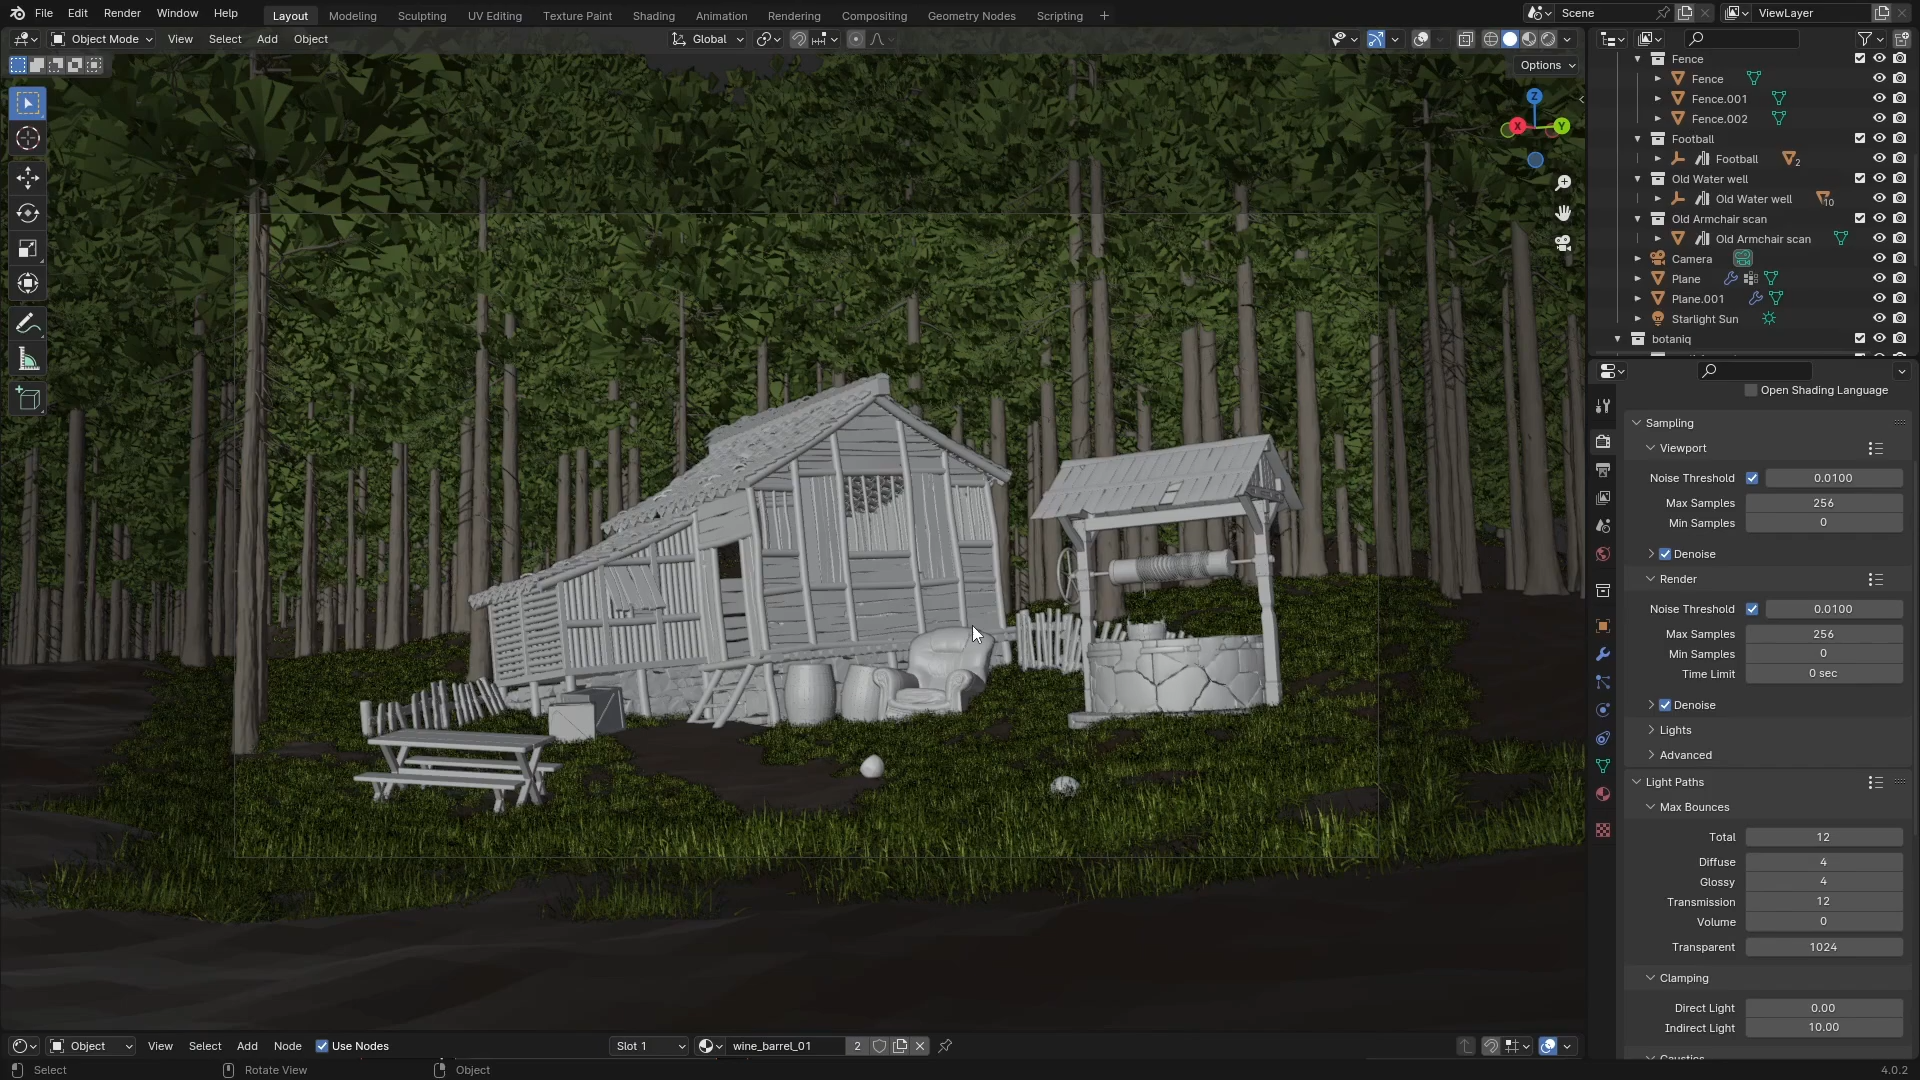 File Edit Render Window Help Layout Modeling Sculpting UV Editing Texture Paint Shading Animation Rendering Compositing Geometry Nodes Scripting + Scene ViewLayer
Object Mode View Select Add Object Global
Options
Fence
Fence
Fence.001
Fence.002
Football
Football 2
Old Water well
Old Water well 10
Old Armchair scan
Old Armchair scan
Camera
Plane
Plane.001
Starlight Sun
botaniq
Z
X Y
Open Shading Language
Sampling
Viewport
Noise Threshold 0.0100
Max Samples 256
Min Samples 0
Denoise
Render
Noise Threshold 0.0100
Max Samples 256
Min Samples 0
Time Limit 0 sec
Denoise
Lights
Advanced
Light Paths
Max Bounces
Total 12
Diffuse 4
Glossy 4
Transmission 12
Volume 0
Transparent 1024
Clamping
Direct Light 0.00
Indirect Light 10.00
Object View Select Add Node Use Nodes Slot 1 wine_barrel_01 2
Select Rotate View Object 4.0.2